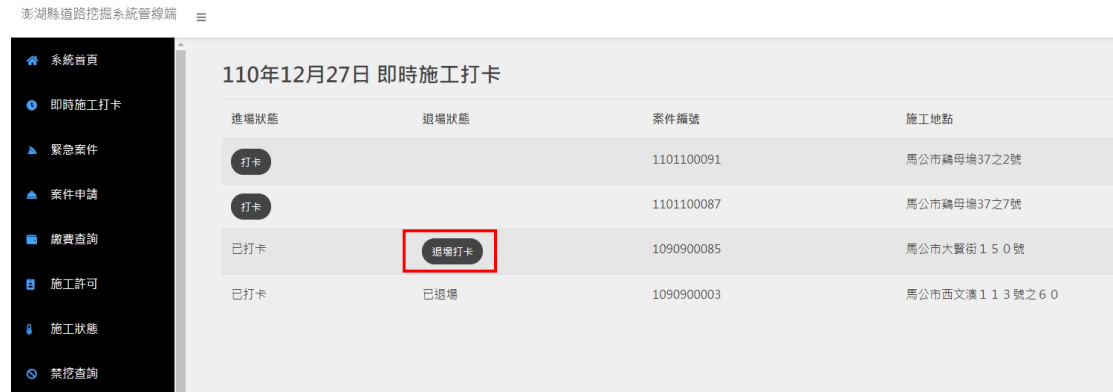 澎湖縣道路挖掘系統管線端
系統首頁
即時施工打卡
緊急案件
案件申請
繳費查詢
施工許可
施工狀態
禁挖查詢
110年12月27日 即時施工打卡
進場狀態 退場狀態 案件編號 施工地點
打卡 1101100091 馬公市鷄母塢37之2號
打卡 1101100087 馬公市鷄母塢37之7號
已打卡 退場打卡 1090900085 馬公市大賢街１５０號
已打卡 已退場 1090900003 馬公市西文澳１１３號之６０